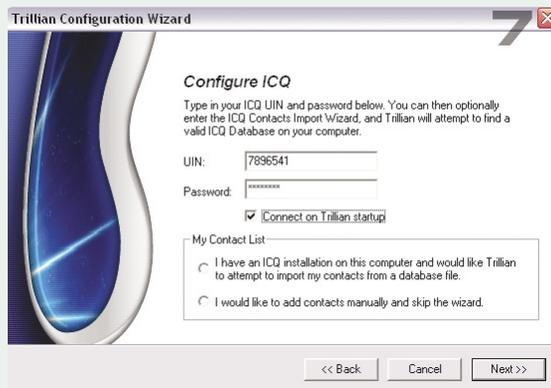 Trillian Configuration Wizard
7
Configure ICQ
Type in your ICQ UIN and password below. You can then optionally
enter the ICQ Contacts Import Wizard, and Trillian will attempt to find a
valid ICQ Database on your computer.
UIN: 7896541
Password: ××××××××
Connect on Trillian startup
My Contact List
I have an ICQ installation on this computer and would like Trillian
to attempt to import my contacts from a database file.
I would like to add contacts manually and skip the wizard.
<< Back Cancel Next >>